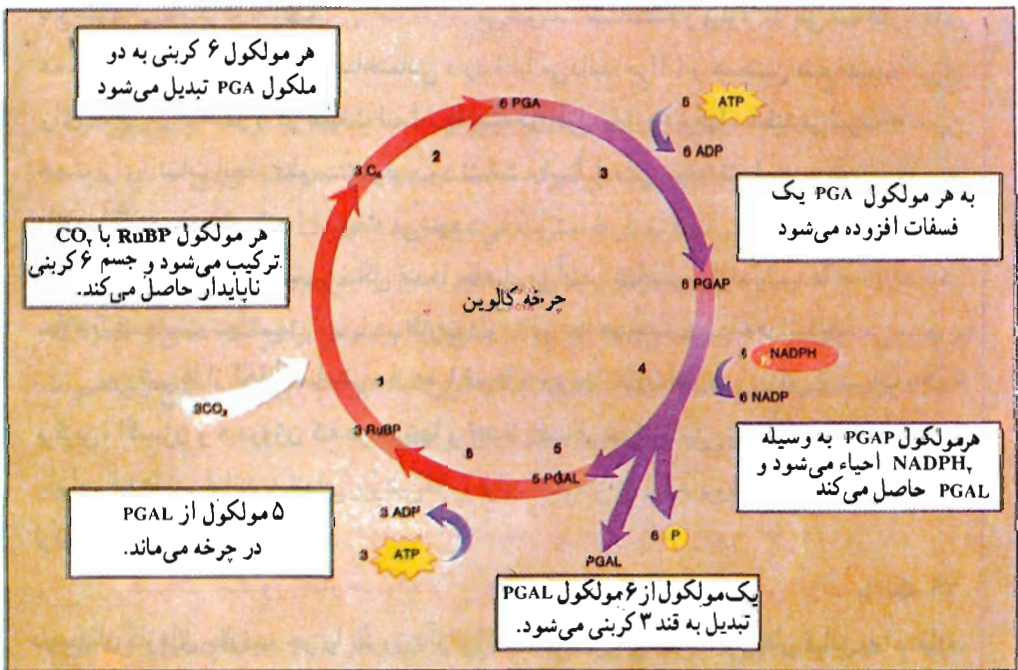 هر مولکول ۶ کربنی به دو
ملکول PGA تبدیل می‌شود
6 PGA
6 ATP
6 ADP
2
3
3 C₆
به هر مولکول PGA یک
فسفات افزوده می‌شود
هر مولکول RuBP با CO₂
ترکیب می‌شود و جسم ۶ کربنی
ناپایدار حاصل می‌کند.
چرخه کالوین
6 PGAP
4
6 NADPH
6 NADP
1
3CO₂
3 RuBP
6
5
5 PGAL
هرمولکول PGAP به وسیله
NADPH₂ احیاء می‌شود و
PGAL حاصل می‌کند
۵ مولکول از PGAL
در چرخه می‌ماند.
3 ADP
3 ATP
6 P
PGAL
یک مولکول از ۶ مولکول PGAL
تبدیل به قند ۳ کربنی می‌شود.